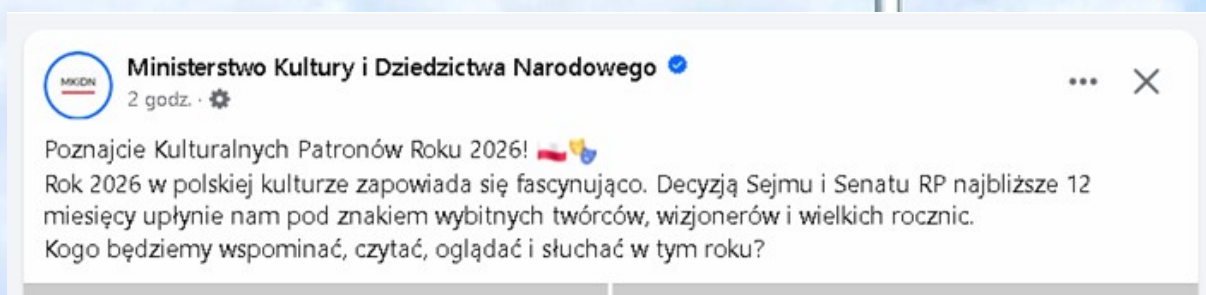 MKiDN
Ministerstwo Kultury i Dziedzictwa Narodowego
2 godz. ·
Poznajcie Kulturalnych Patronów Roku 2026! 🇵🇱🎭
Rok 2026 w polskiej kulturze zapowiada się fascynująco. Decyzją Sejmu i Senatu RP najbliższe 12
miesięcy upłynie nam pod znakiem wybitnych twórców, wizjonerów i wielkich rocznic.
Kogo będziemy wspominać, czytać, oglądać i słuchać w tym roku?